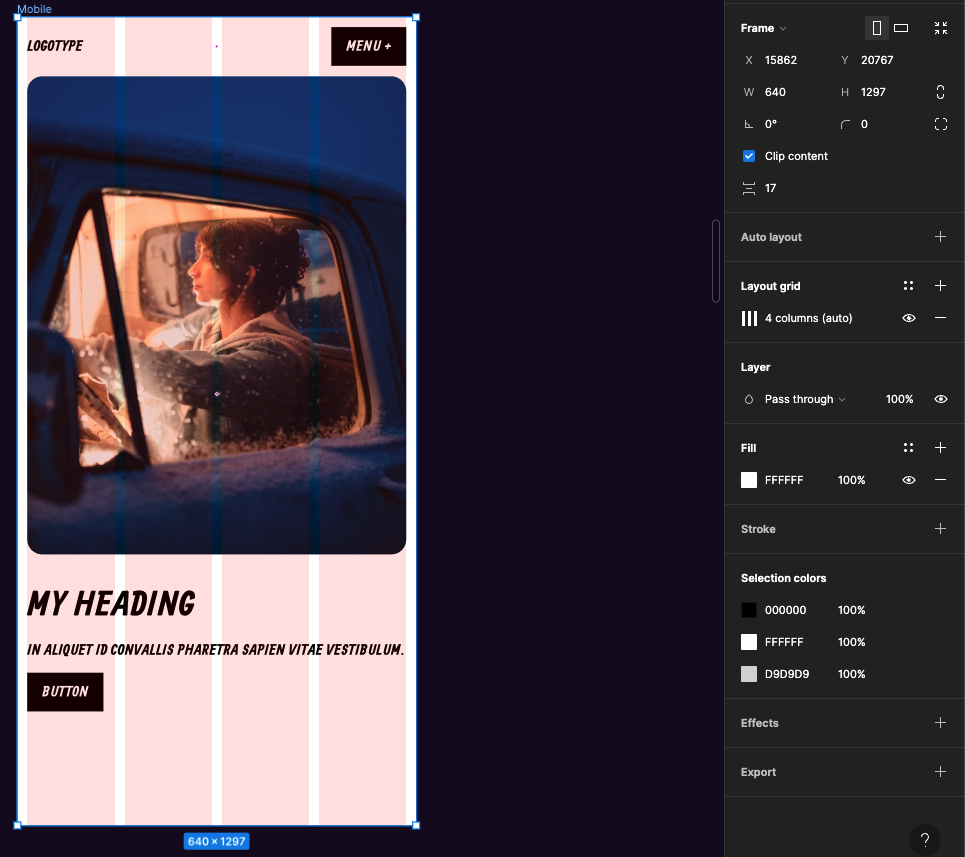 Mobile
LOGOTYPE
MENU +
MY HEADING
IN ALIQUET ID CONVALLIS PHARETRA SAPIEN VITAE VESTIBULUM.
BUTTON
640 × 1297
Frame
X 15862 Y 20767
W 640 H 1297
0° 0
Clip content
17
Auto layout
Layout grid
4 columns (auto)
Layer
Pass through 100%
Fill
FFFFFF 100%
Stroke
Selection colors
000000 100%
FFFFFF 100%
D9D9D9 100%
Effects
Export
?